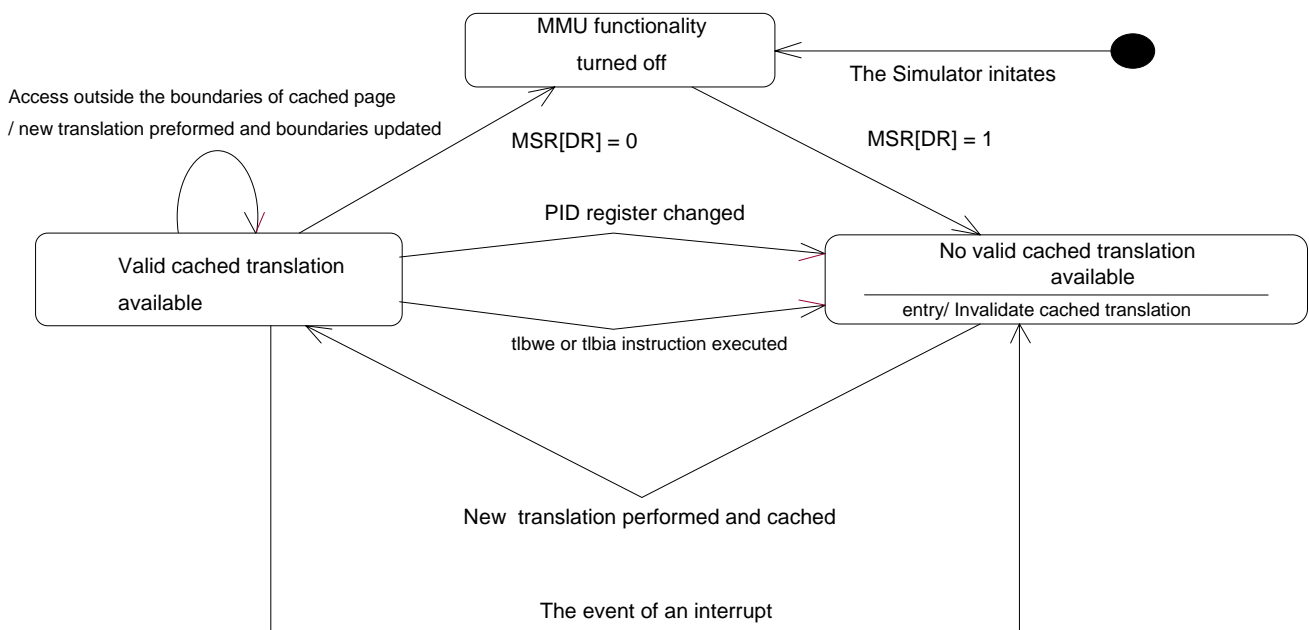 MMU functionality
turned off
The Simulator initates
Access outside the boundaries of cached page
/ new translation preformed and boundaries updated
MSR[DR] = 0
MSR[DR] = 1
PID register changed
Valid cached translation
available
No valid cached translation
available
entry/ Invalidate cached translation
tlbwe or tlbia instruction executed
New translation performed and cached
The event of an interrupt